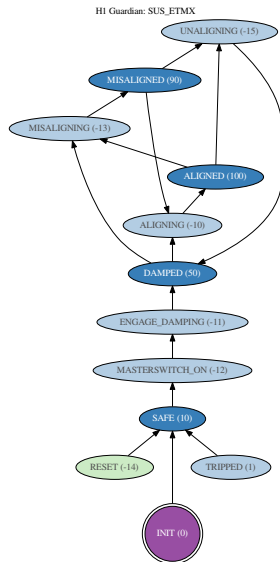 H1 Guardian: SUS_ETMX
UNALIGNING (-15)
MISALIGNED (90)
MISALIGNING (-13)
ALIGNED (100)
ALIGNING (-10)
DAMPED (50)
ENGAGE_DAMPING (-11)
MASTERSWITCH_ON (-12)
SAFE (10)
RESET (-14)
TRIPPED (1)
INIT (0)